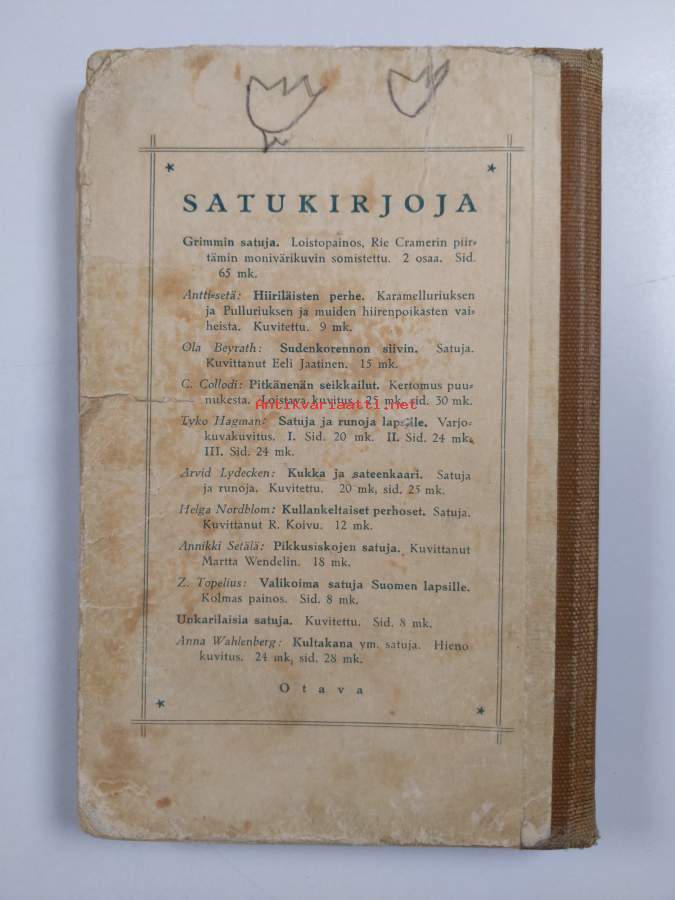 SATUKIRJOJA
Grimmin satuja. Loistopainos, Rie Cramerin piir-
tämin monivärikuvin somistettu. 2 osaa. Sid.
65 mk.
Antti-setä: Hiiriläisten perhe. Karamelluriuksen
ja Pulluriuksen ja muiden hiirenpoikasten vai-
heista. Kuvitettu. 9 mk.
Ola Beyrath: Sudenkorennon siivin. Satuja.
Kuvittanut Eeli Jaatinen. 15 mk.
C. Collodi: Pitkänenän seikkailut. Kertomus puu-
nukesta. Loistava kuvitus. 25 mk, sid. 30 mk.
Antikvariaatti.net
Tyko Hagman: Satuja ja runoja lapsille. Varjo-
kuvakuvitus. I. Sid. 20 mk. II. Sid. 24 mk.
III. Sid. 24 mk.
Arvid Lydecken: Kukka ja sateenkaari. Satuja
ja runoja. Kuvitettu. 20 mk, sid. 25 mk.
Helga Nordblom: Kullankeltaiset perhoset. Satuja.
Kuvittanut R. Koivu. 12 mk.
Annikki Setälä: Pikkusiskojen satuja. Kuvittanut
Martta Wendelin. 18 mk.
Z. Topelius: Valikoima satuja Suomen lapsille.
Kolmas painos. Sid. 8 mk.
Unkarilaisia satuja. Kuvitettu. Sid. 8 mk.
Anna Wahlenberg: Kultakana ym. satuja. Hieno
kuvitus. 24 mk, sid. 28 mk.
Otava